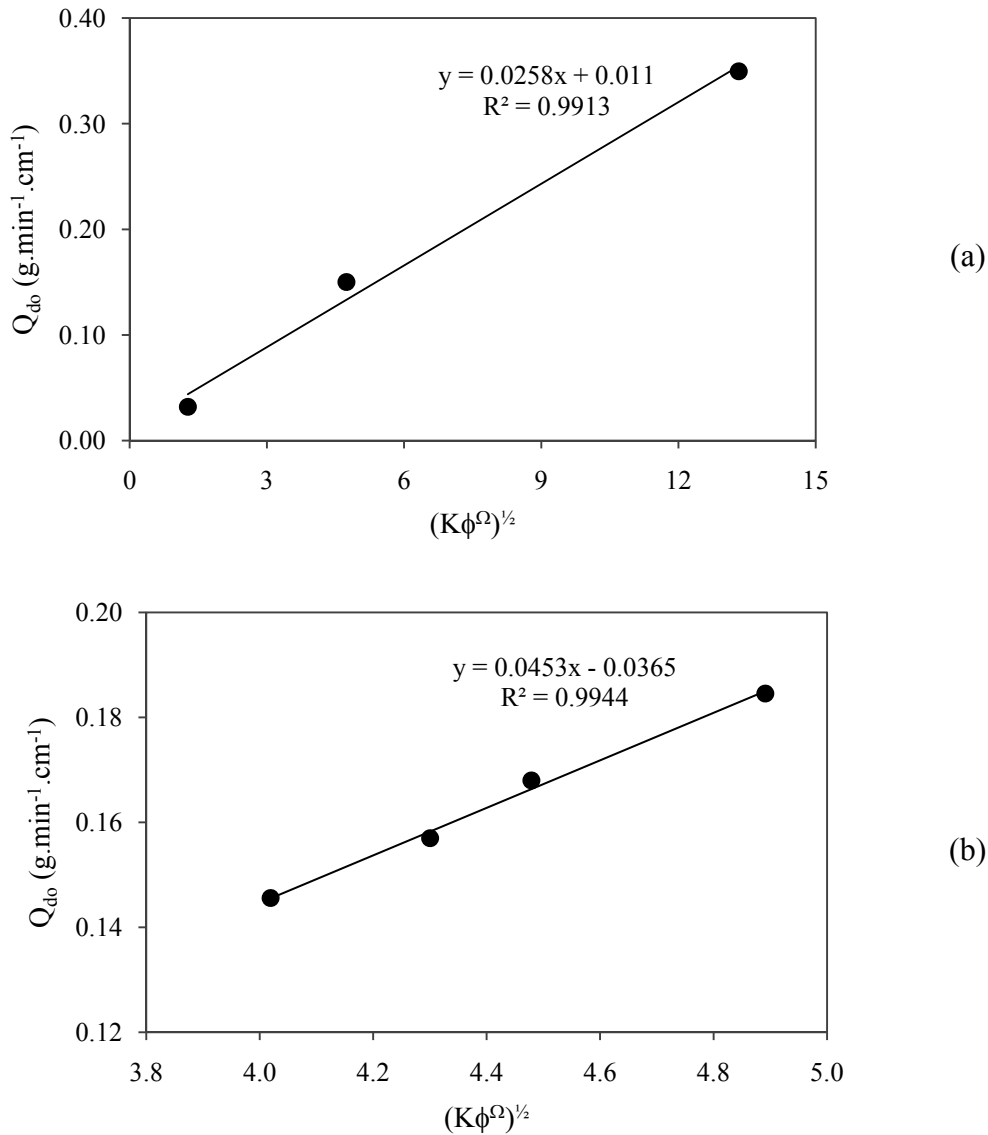 0.40
y = 0.0258x + 0.011
R² = 0.9913
0.30
Q_do (g.min⁻¹.cm⁻¹)
0.20
(a)
0.10
0.00
0 3 6 9 12 15
(Kϕ^Ω)^½
0.20
y = 0.0453x - 0.0365
R² = 0.9944
0.18
Q_do (g.min⁻¹.cm⁻¹)
0.16
(b)
0.14
0.12
3.8 4.0 4.2 4.4 4.6 4.8 5.0
(Kϕ^Ω)^½